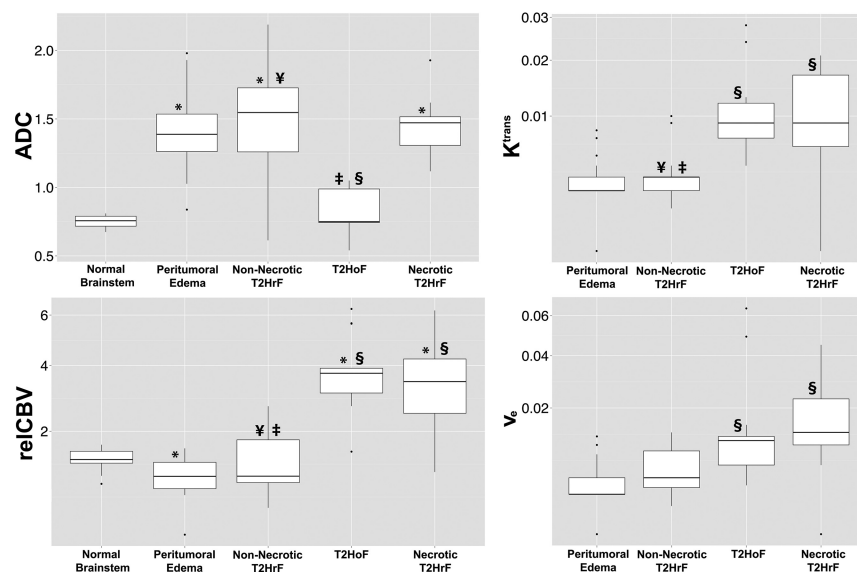 ADC
2.0
1.5
1.0
0.5
* * ¥ ‡ § *
Normal Brainstem
Peritumoral Edema
Non-Necrotic T2HrF
T2HoF
Necrotic T2HrF
Ktrans
0.03
0.02
0.01
¥ ‡ § §
Peritumoral Edema
Non-Necrotic T2HrF
T2HoF
Necrotic T2HrF
relCBV
6
4
2
* ¥ ‡ * § * §
Normal Brainstem
Peritumoral Edema
Non-Necrotic T2HrF
T2HoF
Necrotic T2HrF
ve
0.06
0.04
0.02
§ §
Peritumoral Edema
Non-Necrotic T2HrF
T2HoF
Necrotic T2HrF